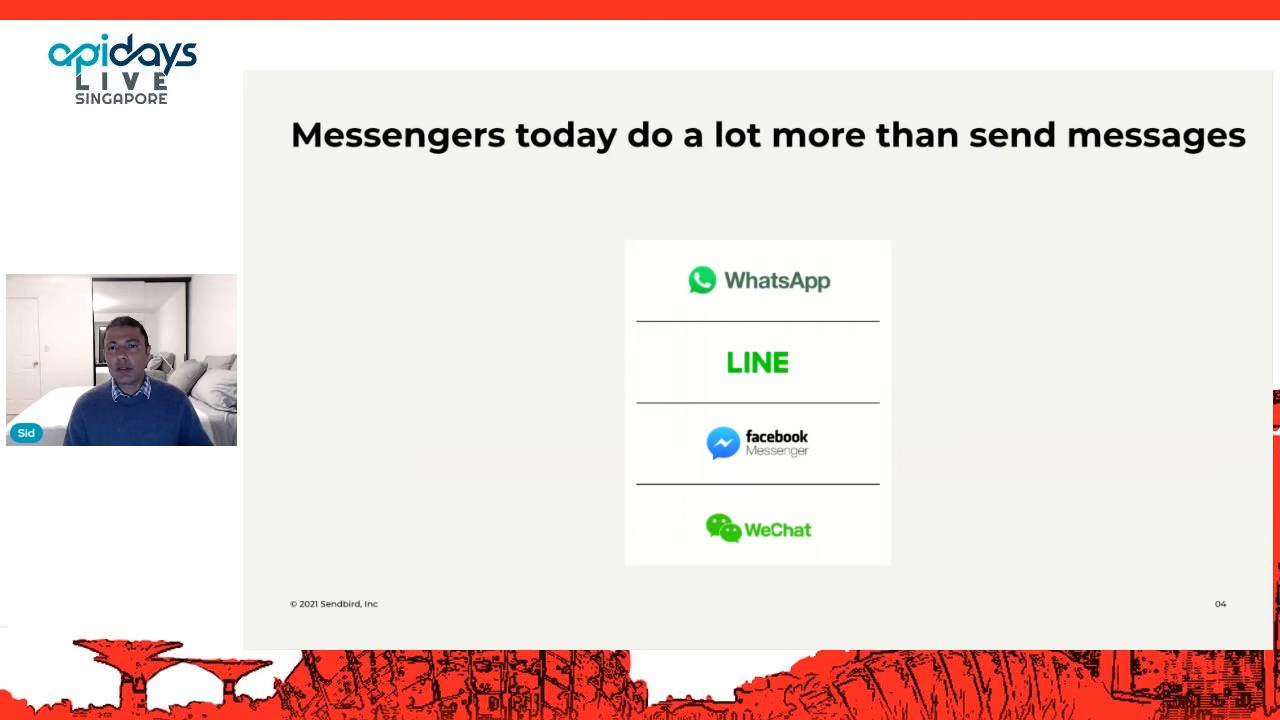 apidays
LIVE
SINGAPORE
Messengers today do a lot more than send messages
WhatsApp
LINE
facebook
Messenger
WeChat
Sid
© 2021 Sendbird, Inc
04